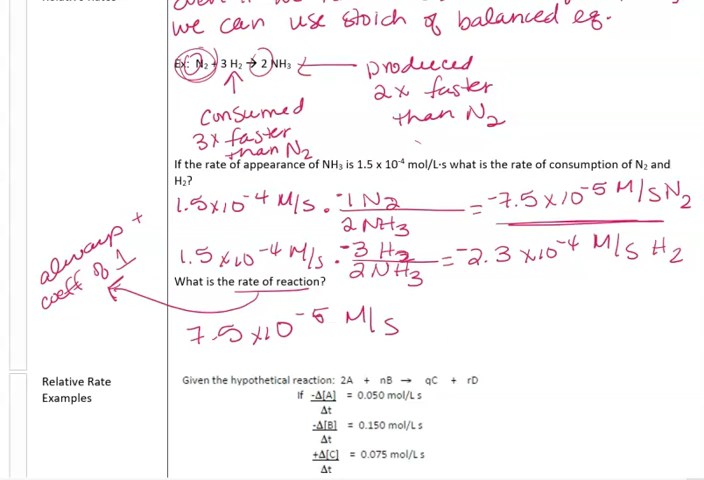 we can use stoich of balanced eq.
Ex: N₂ + 3 H₂ → 2 NH₃
produced
2x faster
than N₂
consumed
3x faster
than N₂
If the rate of appearance of NH₃ is 1.5 x 10⁻⁴ mol/L·s what is the rate of consumption of N₂ and
H₂?
1.5x10⁻⁴ M/s · -1 N₂ / 2 NH₃ = -7.5 x 10⁻⁵ M/s N₂
1.5x10⁻⁴ M/s · -3 H₂ / 2 NH₃ = -2.3 x10⁻⁴ M/s H₂
always +
coeff of 1
What is the rate of reaction?
7.5x10⁻⁵ M/s
Relative Rate
Examples
Given the hypothetical reaction: 2A + nB → qC + rD
If -Δ[A] = 0.050 mol/L s
Δt
-Δ[B] = 0.150 mol/L s
Δt
+Δ[C] = 0.075 mol/L s
Δt